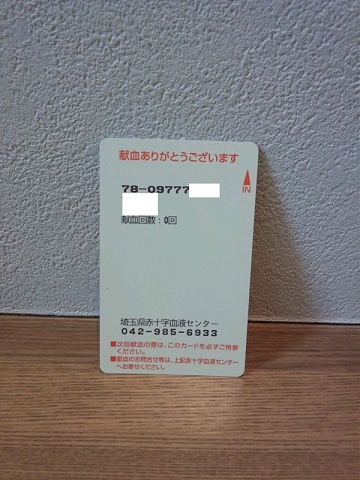 献血ありがとうございます
IN
78-09777
献血回数：0回
埼玉県赤十字血液センター
042-985-6933
■次回献血の際は、このカードを必ずご持参
ください。
■献血のお問合せ等は、上記赤十字血液センター
へお寄せください。